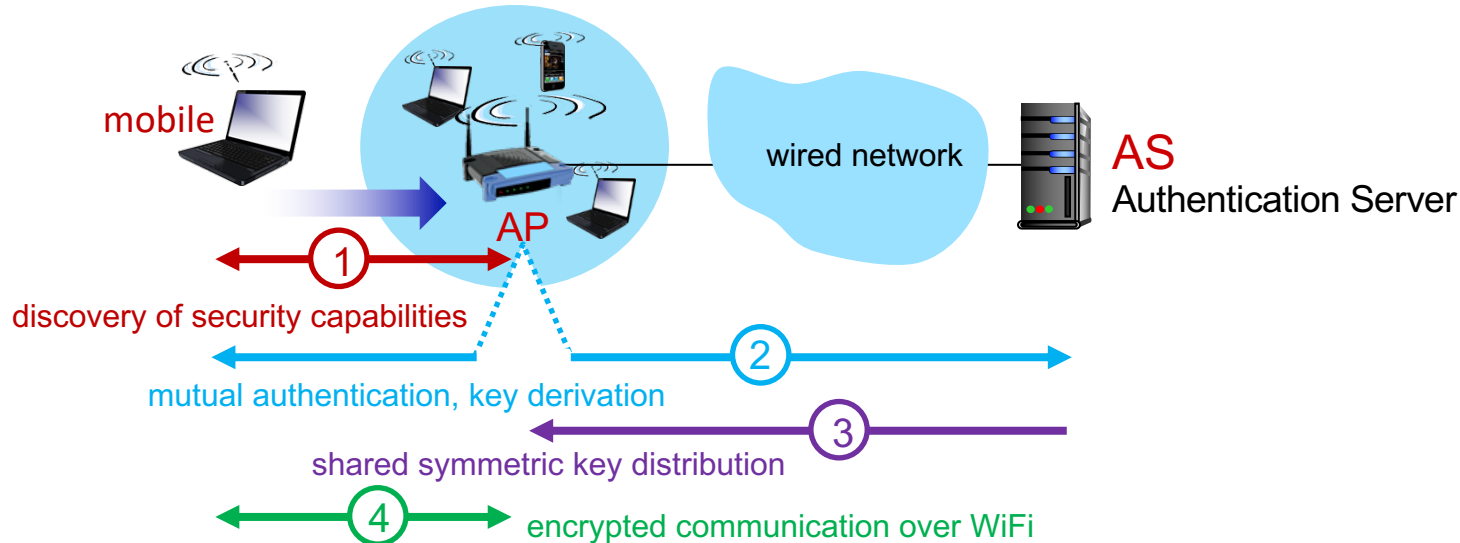 mobile
wired network
AS
Authentication Server
AP
1
discovery of security capabilities
2
mutual authentication, key derivation
3
shared symmetric key distribution
4
encrypted communication over WiFi